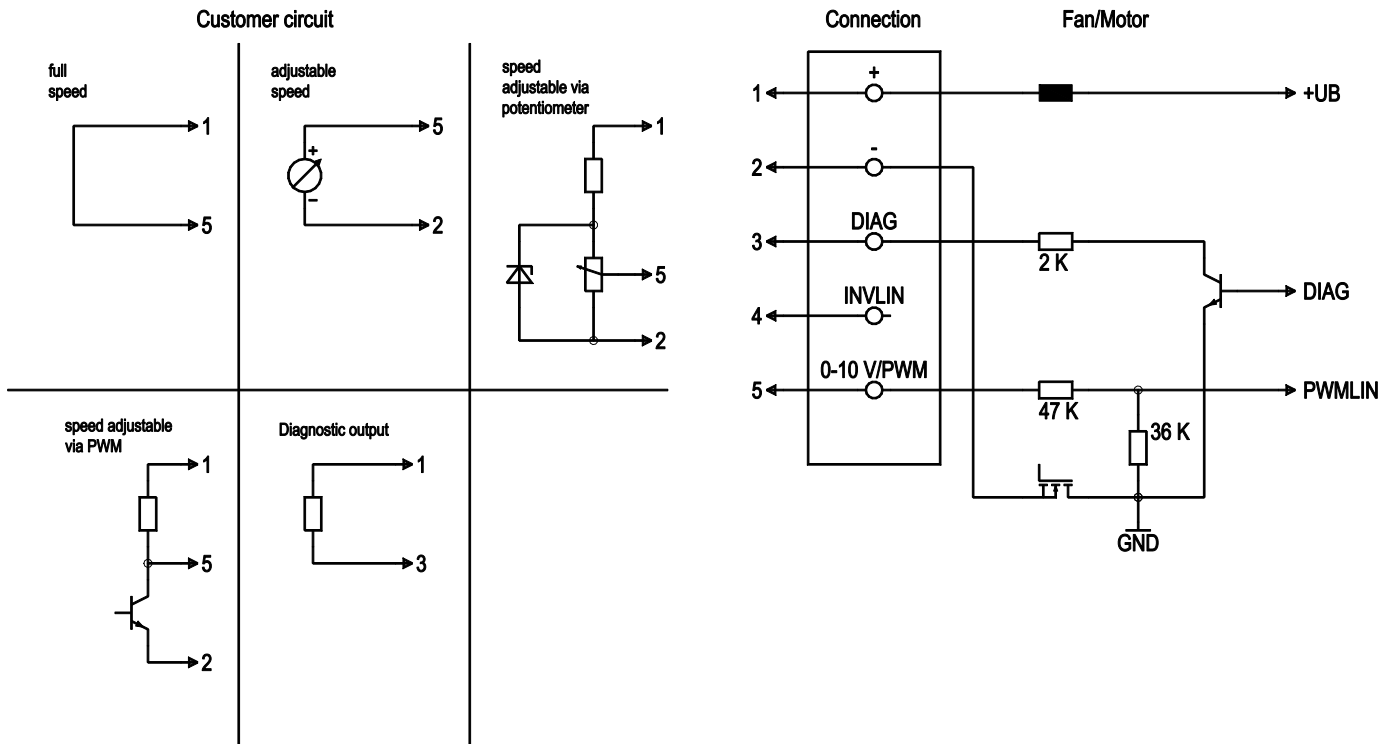 Customer circuit
full
speed
1
5
adjustable
speed
+
-
5
2
speed
adjustable via
potentiometer
1
5
2
speed adjustable
via PWM
1
5
2
Diagnostic output
1
3
Connection
Fan/Motor
1
+
+UB
2
-
3
DIAG
2 K
DIAG
4
INVLIN
5
0-10 V/PWM
47 K
PWMLIN
36 K
GND